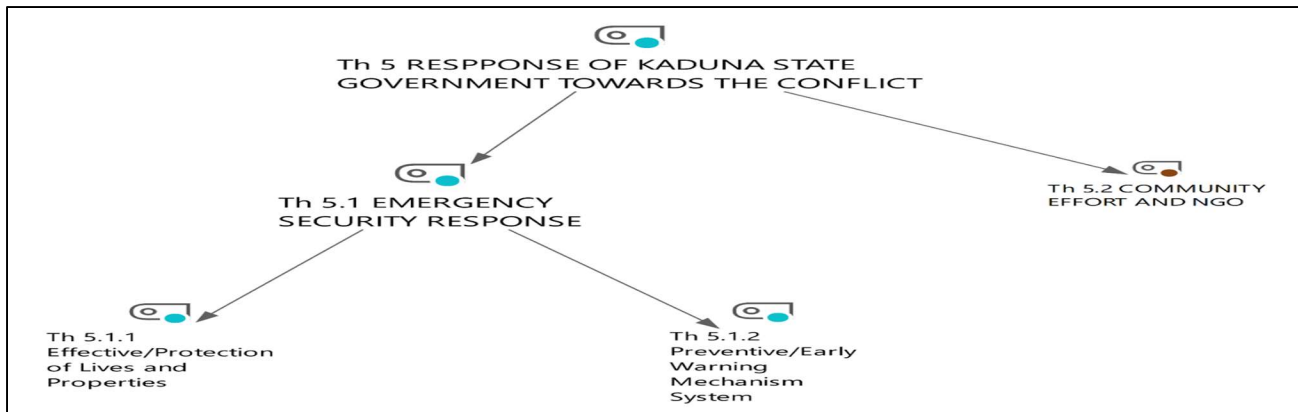 Th 5 RESPPONSE OF KADUNA STATE
GOVERNMENT TOWARDS THE CONFLICT
Th 5.1 EMERGENCY
SECURITY RESPONSE
Th 5.2 COMMUNITY
EFFORT AND NGO
Th 5.1.1
Effective/Protection
of Lives and
Properties
Th 5.1.2
Preventive/Early
Warning
Mechanism
System